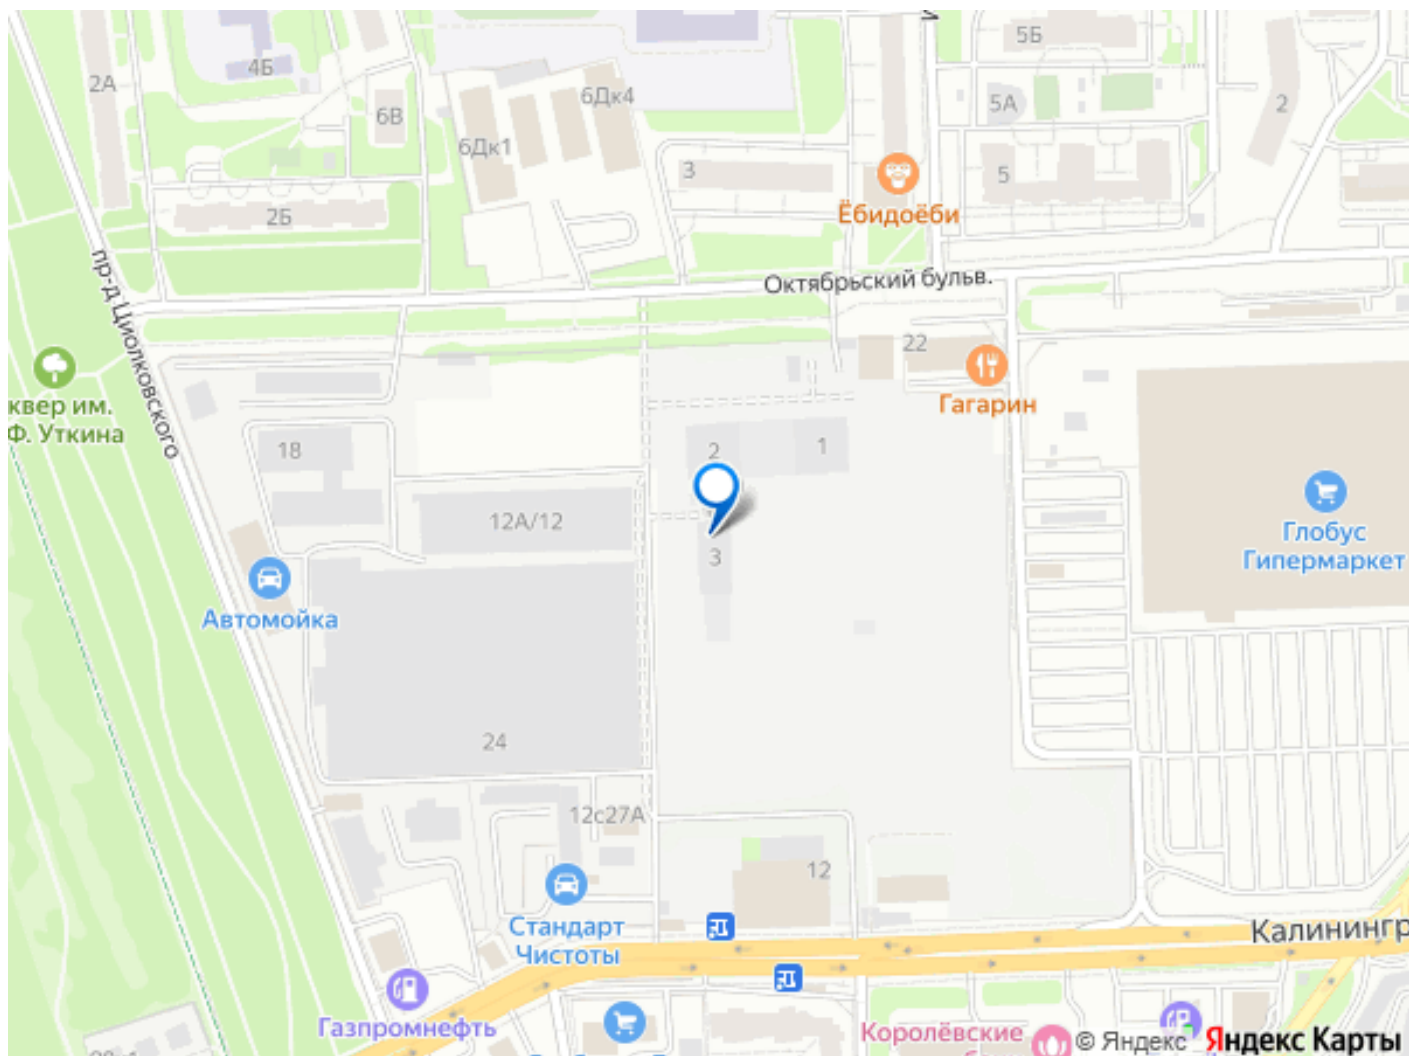 5Б
4Б
2А
6Дк4
5А
2
6В
6Дк1
3
5
Ёбидоёби
2Б
пр-д Циолковского
Октябрьский бульв.
22
Гагарин
квер им.
Ф. Уткина
18
2
1
12А/12
3
Глобус
Гипермаркет
Автомойка
24
12с27А
12
Стандарт
Чистоты
Калинингр
Газпромнефть
Королёвские
© Яндекс Яндекс Карты